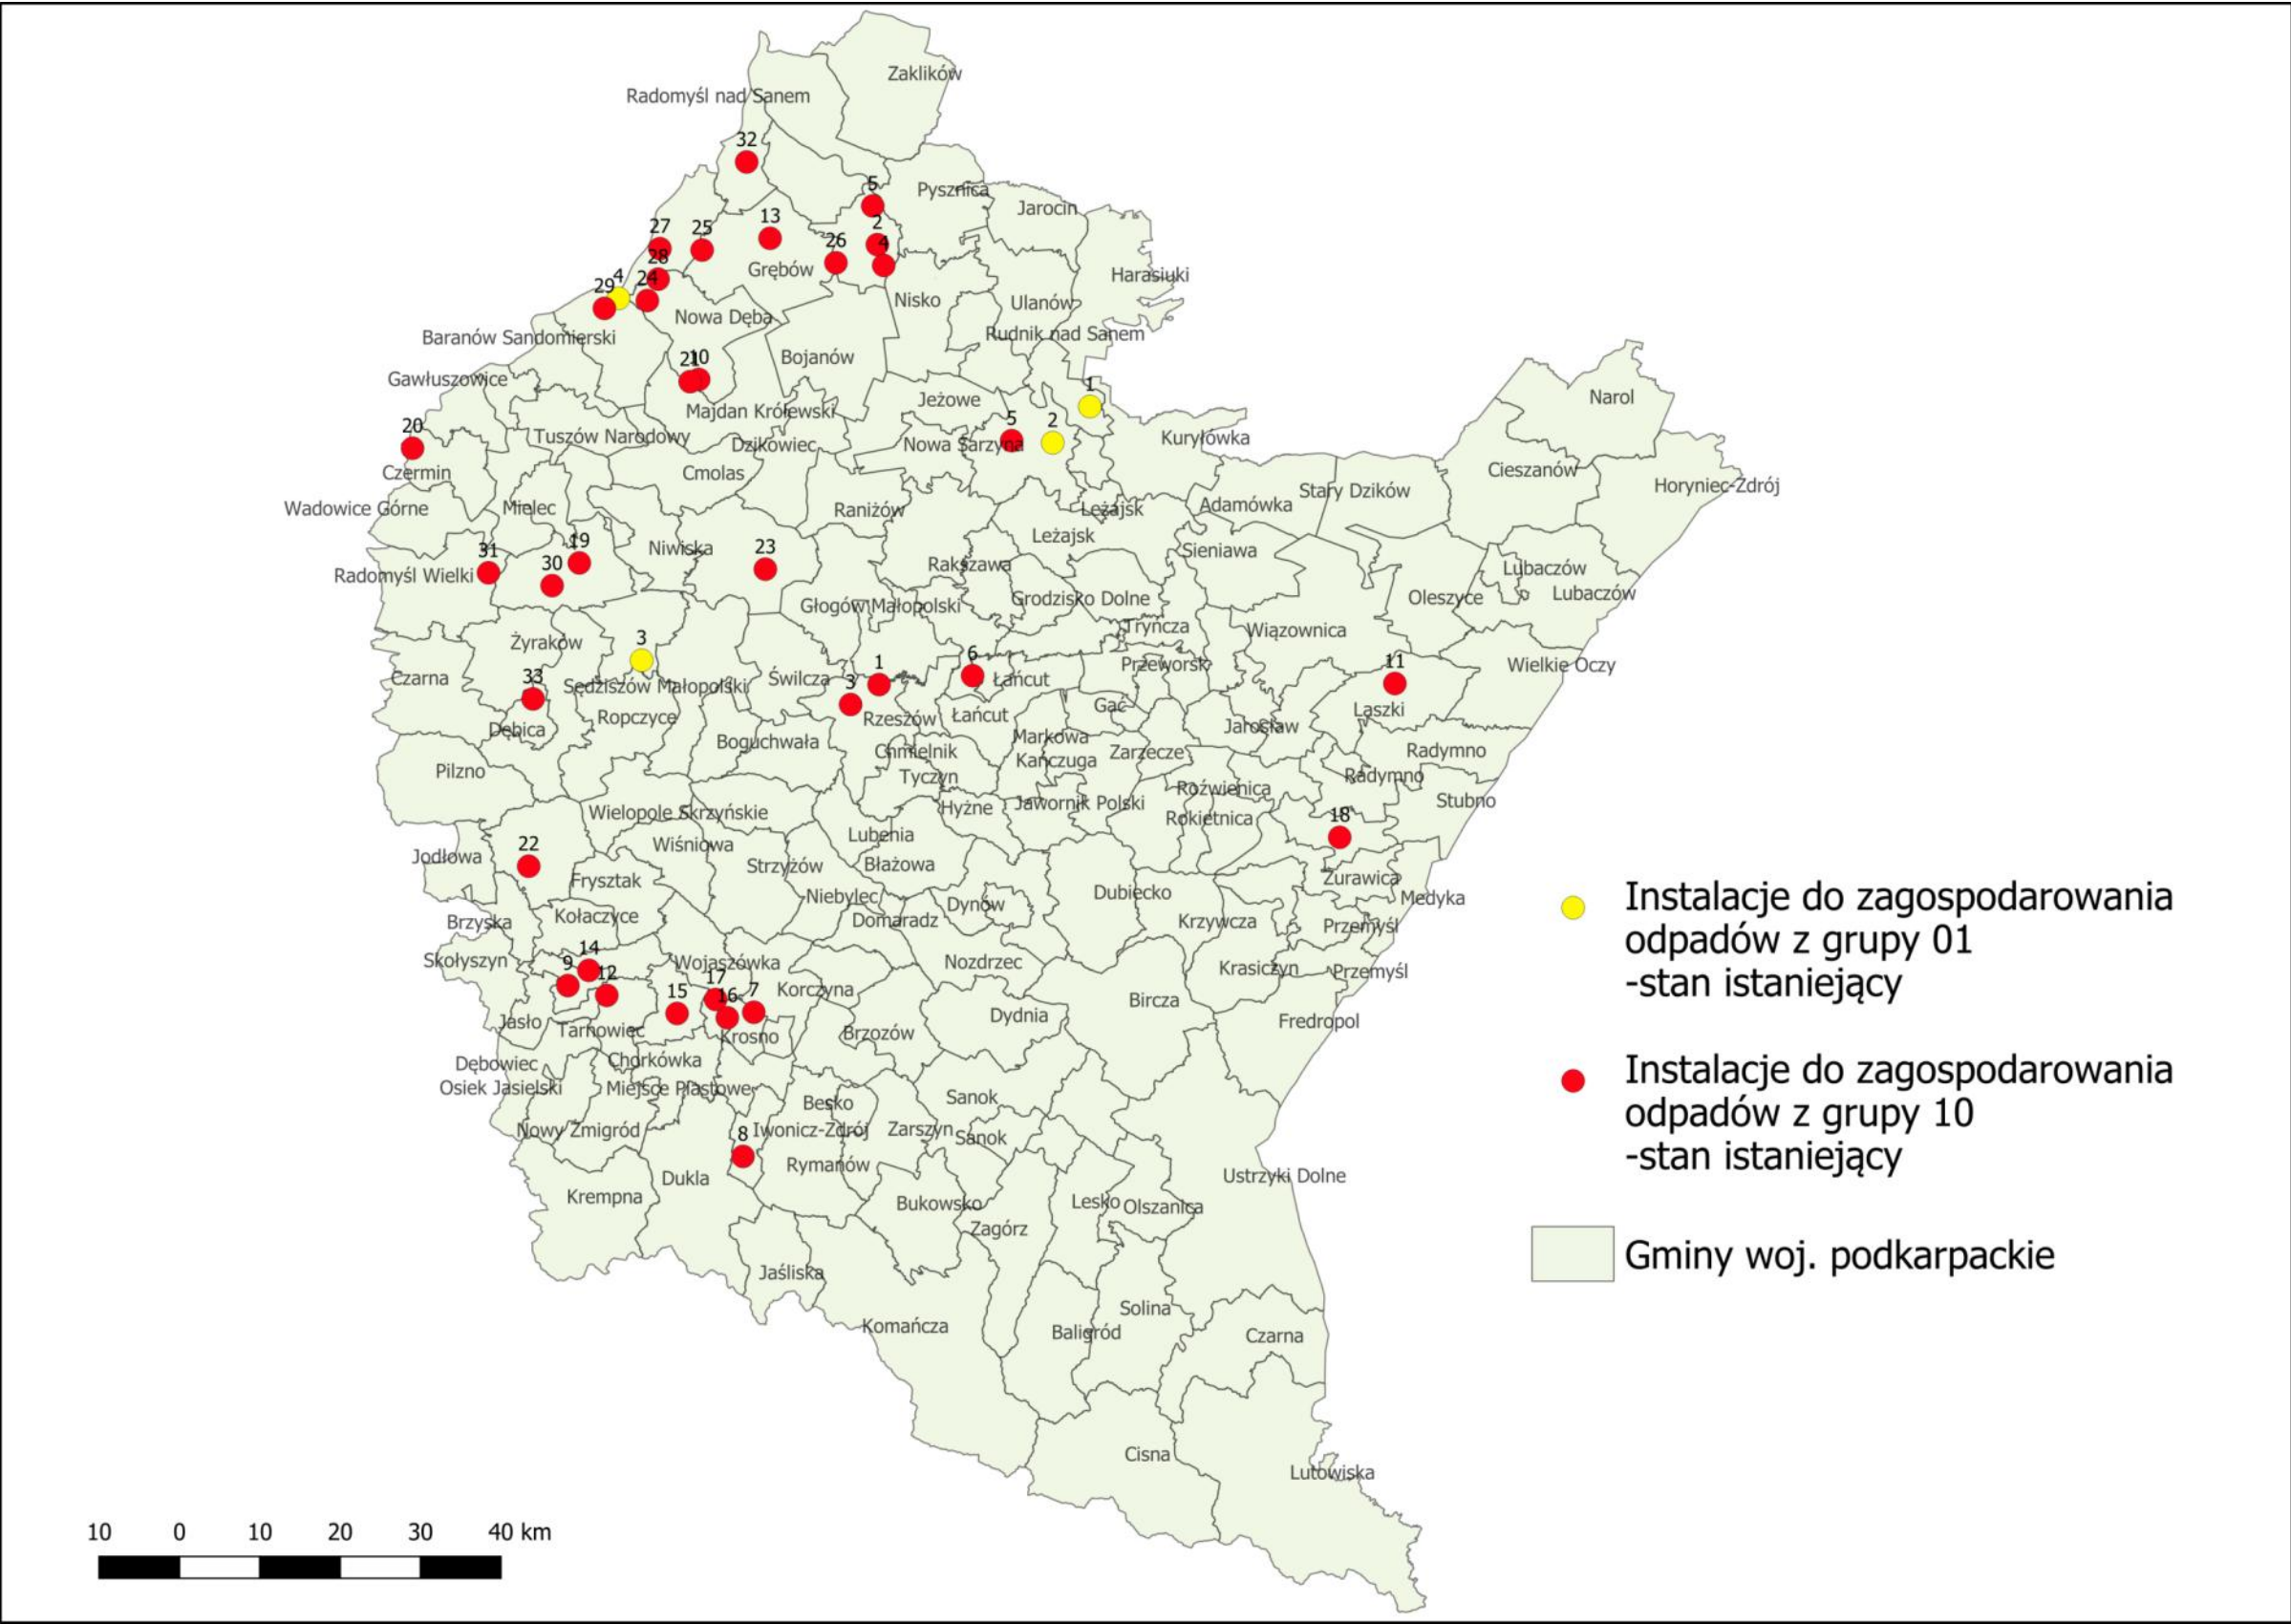 Zaklików
Radomyśl nad Sanem
32
5
Pysznica
Jarocin
13
2
27
25
26
4
28
Grębów
Harasiuki
4
24
29
Nisko
Ulanów
Nowa Dęba
Baranów Sandomierski
Rudnik nad Sanem
21
10
Bojanów
Gawłuszowice
1
Narol
Jeżowe
Majdan Królewski
20
5
2
Tuszów Narodowy
Dzikowiec
Nowa Sarzyna
Kuryłówka
Czermin
Cmolas
Cieszanów
Horyniec-Zdrój
Stary Dzików
Wadowice Górne
Mielec
Raniżów
Leżajsk
Adamówka
Leżajsk
19
31
Niwiska
23
Sieniawa
30
Rakszawa
Lubaczów
Radomyśl Wielki
Lubaczów
Głogów Małopolski
Grodzisko Dolne
Oleszyce
Tryńcza
Wiązownica
Żyraków
3
1
6
Przeworsk
11
Wielkie Oczy
Czarna
33
Sędziszów Małopolski
Świlcza
3
Łańcut
Dębica
Ropczyce
Rzeszów
Łańcut
Gać
Łaszki
Jarosław
Boguchwała
Chmielnik
Markowa
Kańczuga
Zarzecze
Radymno
Pilzno
Tyczyn
Radymno
Roźwienica
Stubno
Wielopole Skrzyńskie
Hyżne
Jawornik Polski
Rokietnica
18
22
Wiśniowa
Lubenia
Jodłowa
Strzyżów
Błażowa
Frysztak
Żurawica
Niebylec
Dynów
Dubiecko
Medyka
Brzyska
Kołaczyce
Domaradz
Krzywcza
Przemyśl
14
Skołyszyn
9
12
Wojaszówka
Nozdrzec
Krasiczyn
Przemyśl
15
17
16
7
Korczyna
Bircza
Jasło
Tarnowiec
Krosno
Brzozów
Dydnia
Fredropol
Dębowiec
Chorkówka
Osiek Jasielski
Miejsce Piastowe
Besko
Sanok
Nowy Żmigród
8
Iwonicz-Zdrój
Zarszyn
Sanok
Dukla
Rymanów
Ustrzyki Dolne
Krempna
Bukowsko
Lesko
Olszanica
Zagórz
Jaśliska
Solina
Komańcza
Baligród
Czarna
Cisna
Lutowiska
Instalacje do zagospodarowania
odpadów z grupy 01
-stan istaniejący
Instalacje do zagospodarowania
odpadów z grupy 10
-stan istaniejący
Gminy woj. podkarpackie
10 0 10 20 30 40 km